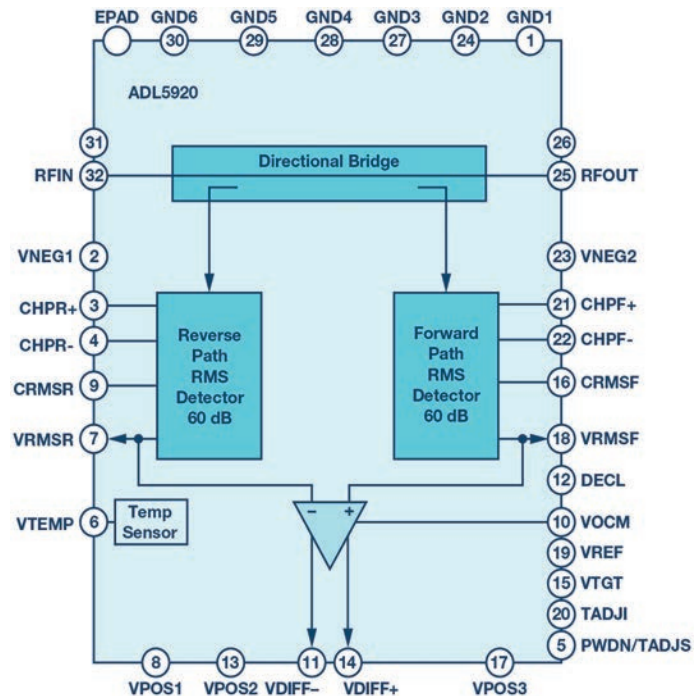 EPAD GND6 GND5 GND4 GND3 GND2 GND1
30 29 28 27 24 1
ADL5920
31
26
Directional Bridge
RFIN 32
25 RFOUT
VNEG1 2
23 VNEG2
CHPR+ 3
21 CHPF+
CHPR- 4
22 CHPF-
CRMSR 9
16 CRMSF
VRMSR 7
18 VRMSF
Reverse
Path
RMS
Detector
60 dB
Forward
Path
RMS
Detector
60 dB
12 DECL
VTEMP 6
Temp
Sensor
– +
10 VOCM
19 VREF
15 VTGT
20 TADJI
5 PWDN/TADJS
8 13 11 14 17
VPOS1 VPOS2 VDIFF– VDIFF+ VPOS3